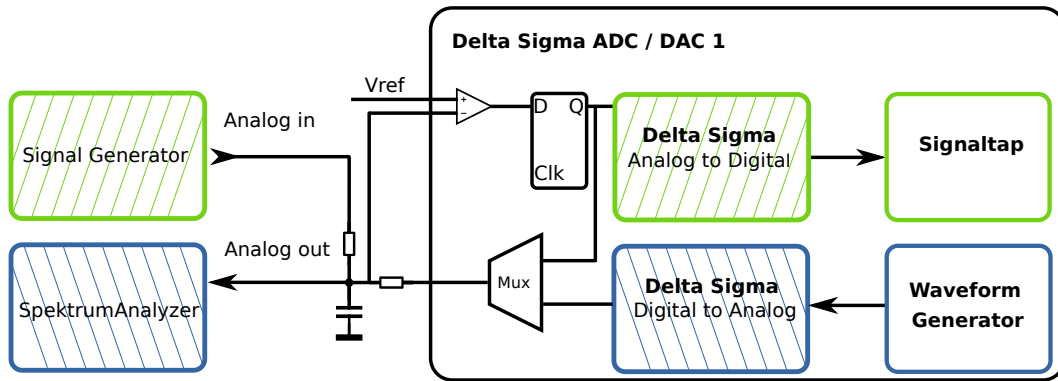 Delta Sigma ADC / DAC 1
Vref
Analog in
Signal Generator
+
−
D
Q
Clk
Delta Sigma
Analog to Digital
Signaltap
Analog out
SpektrumAnalyzer
Mux
Delta Sigma
Digital to Analog
Waveform
Generator